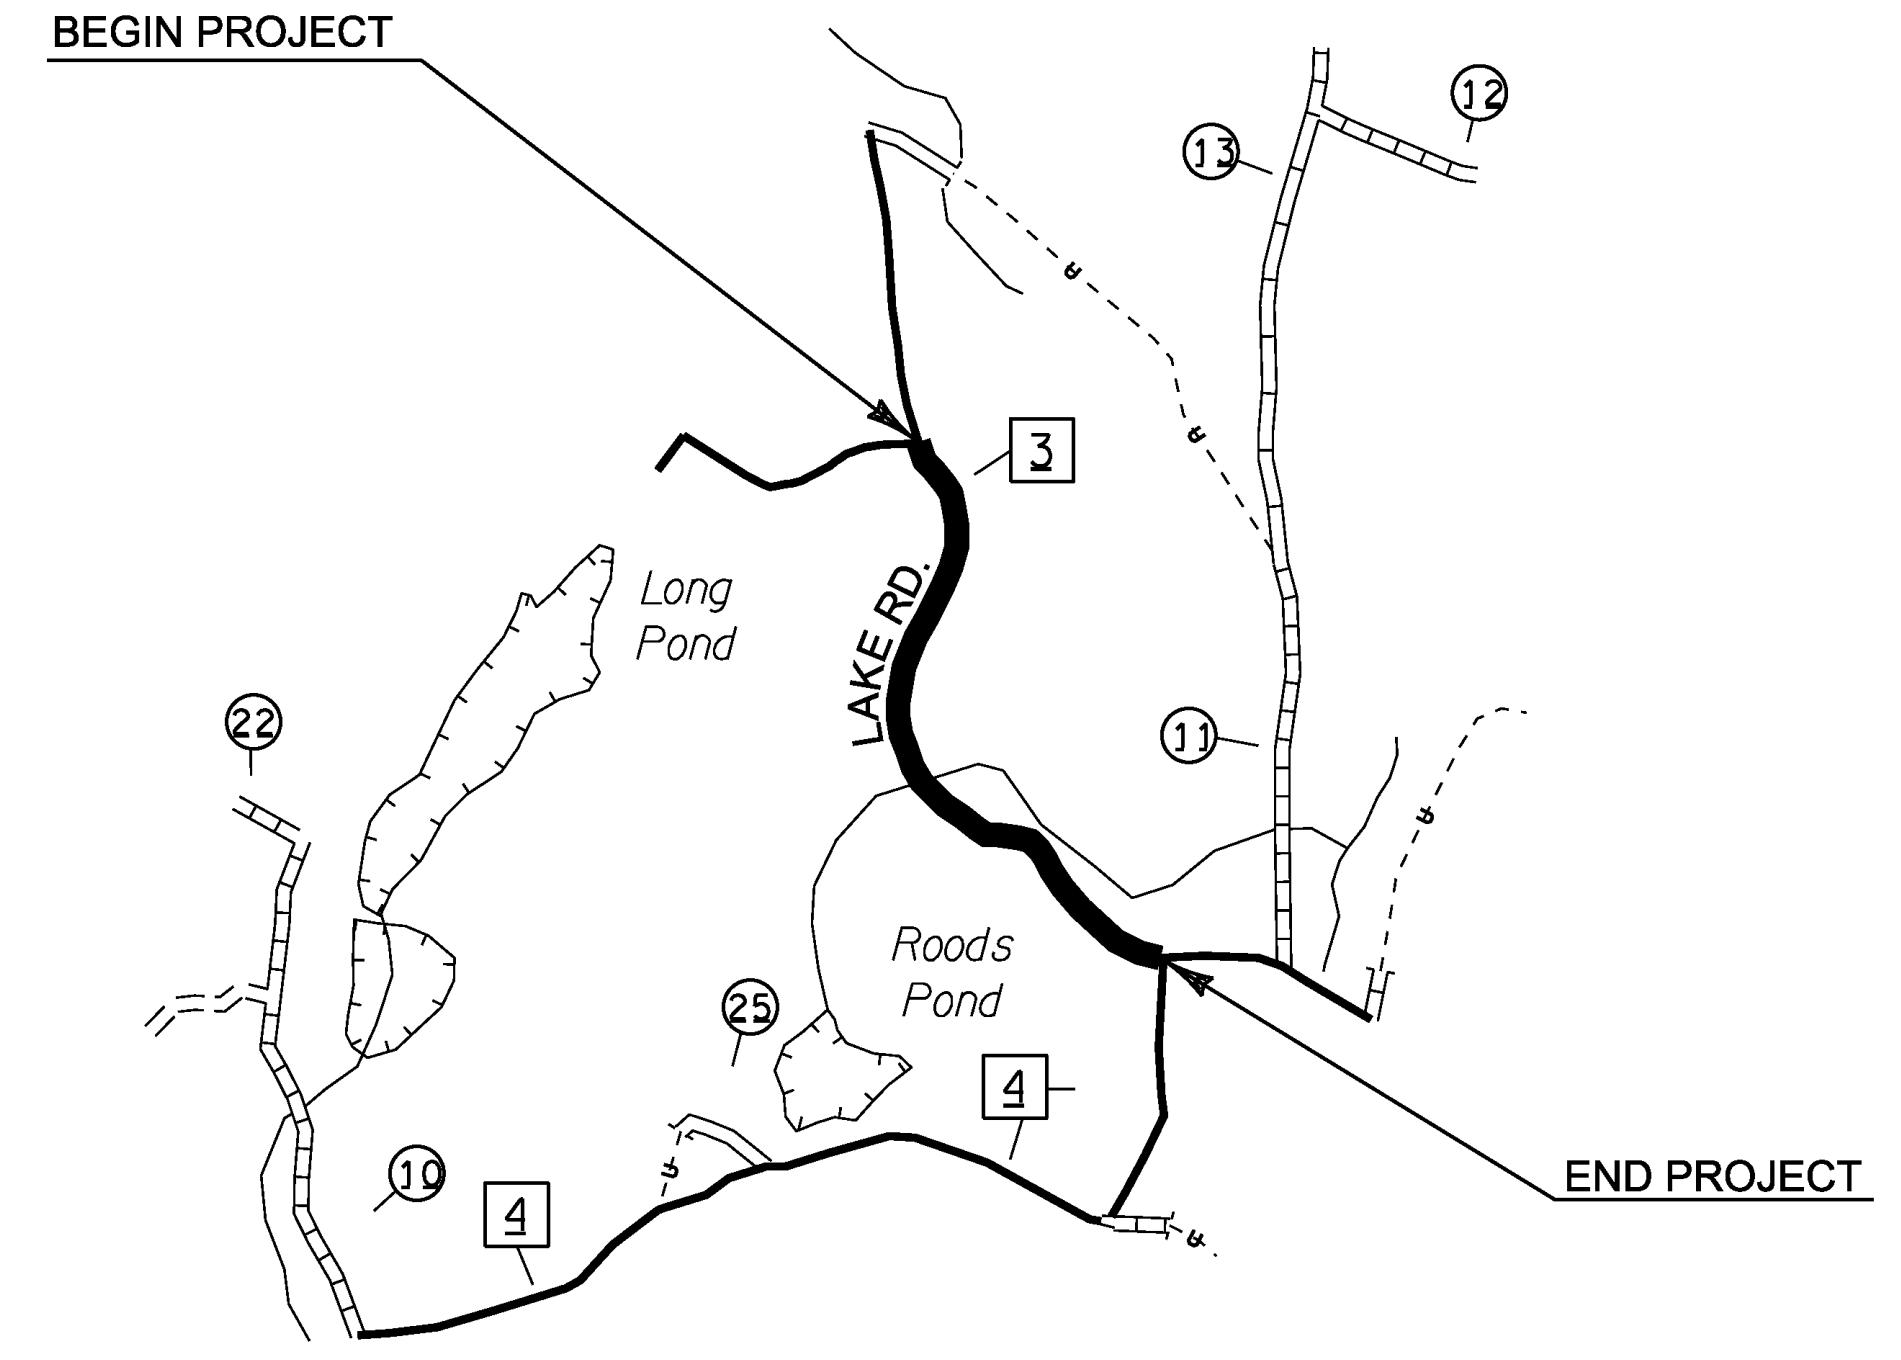 BEGIN PROJECT
12
13
3
LAKE RD.
Long
Pond
22
11
Roods
Pond
25
4
10
4
END PROJECT